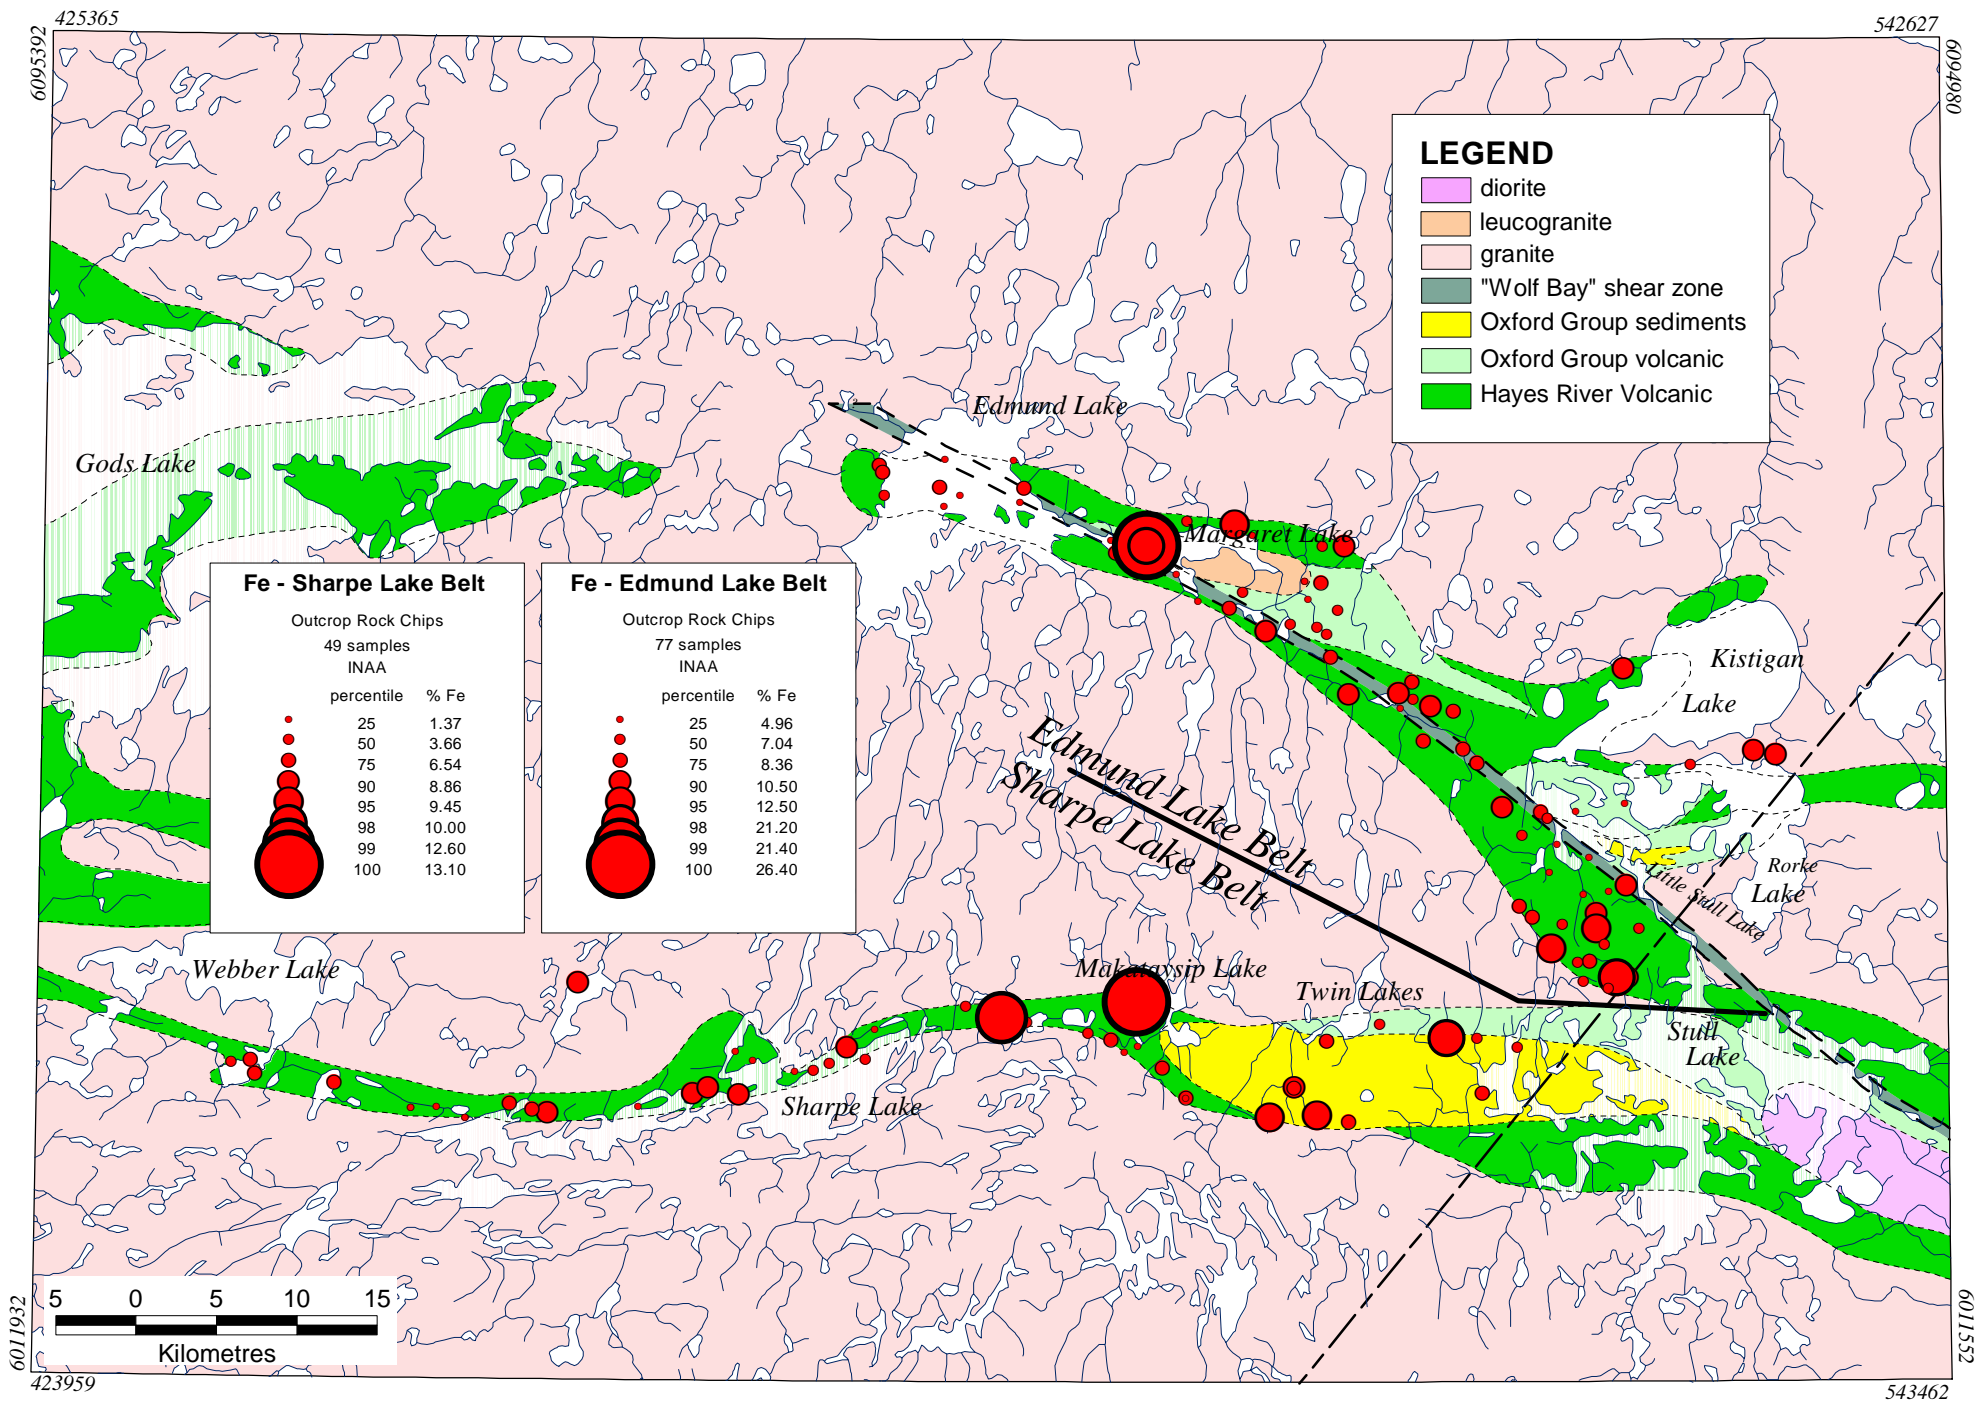 425365
542627
6095392
6094980
LEGEND
diorite
leucogranite
granite
"Wolf Bay" shear zone
Oxford Group sediments
Oxford Group volcanic
Hayes River Volcanic
Edmund Lake
Gods Lake
Margaret Lake
Fe - Sharpe Lake Belt
Outcrop Rock Chips
49 samples
INAA
percentile % Fe
25 1.37
50 3.66
75 6.54
90 8.86
95 9.45
98 10.00
99 12.60
100 13.10
Fe - Edmund Lake Belt
Outcrop Rock Chips
77 samples
INAA
percentile % Fe
25 4.96
50 7.04
75 8.36
90 10.50
95 12.50
98 21.20
99 21.40
100 26.40
Kistigan
Lake
Edmund Lake Belt
Sharpe Lake Belt
Rorke
Lake
Little Stull Lake
Webber Lake
Makataysip Lake
Twin Lakes
Stull
Lake
Sharpe Lake
5 0 5 10 15
Kilometres
6011932
6011552
423959
543462